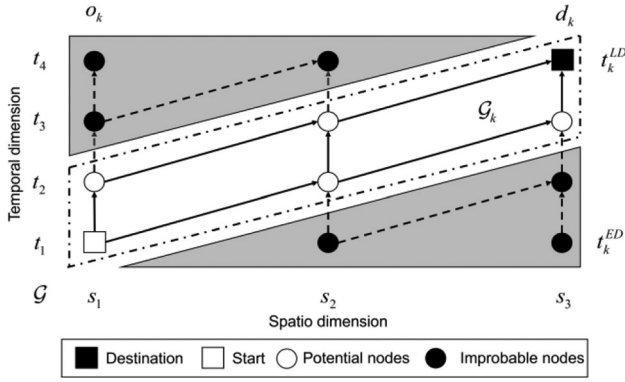 o_k d_k
t_4 t_k^{LD}
t_3 𝒢_k
t_2
t_1 t_k^{ED}
Temporal dimension
𝒢 s_1 s_2 s_3
Spatio dimension
Destination Start Potential nodes Improbable nodes